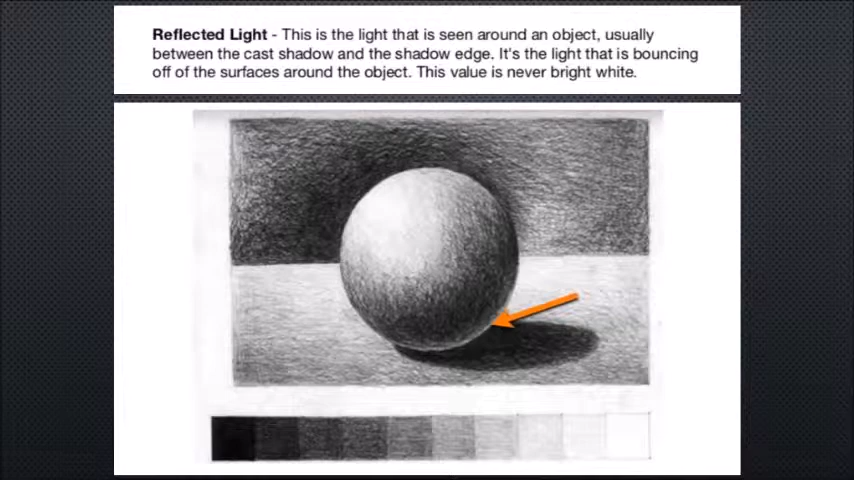 Reflected Light - This is the light that is seen around an object, usually
between the cast shadow and the shadow edge. It's the light that is bouncing
off of the surfaces around the object. This value is never bright white.